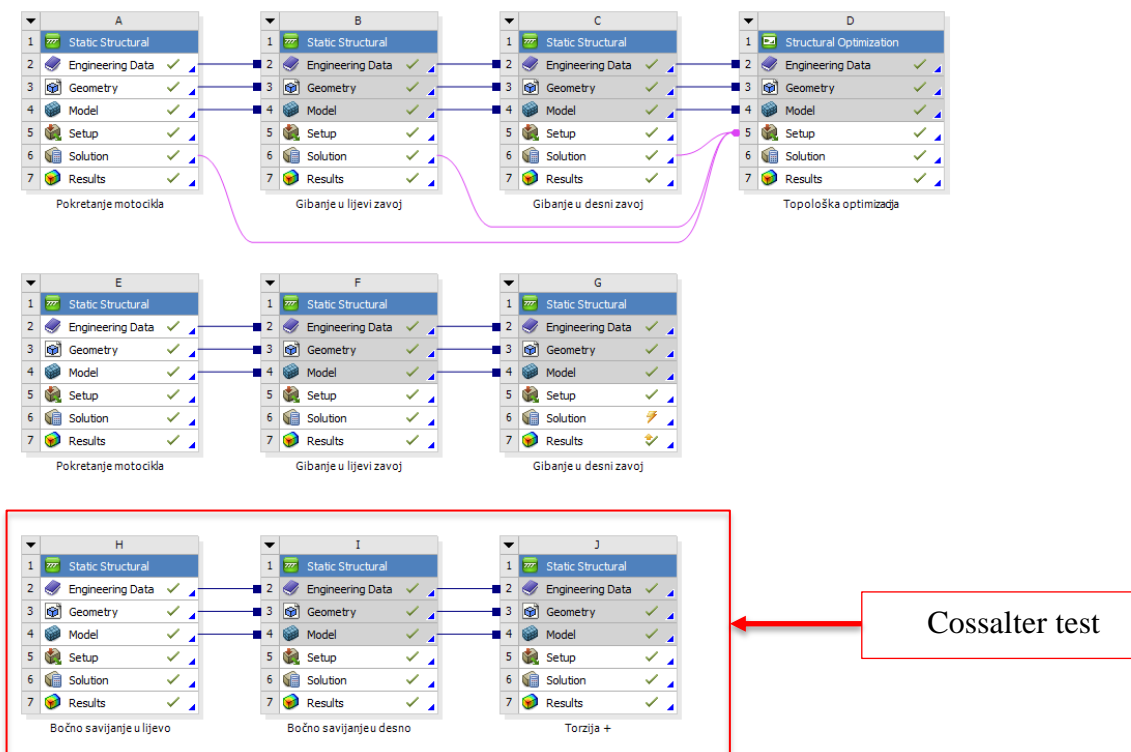 A
1 Static Structural
2 Engineering Data
3 Geometry
4 Model
5 Setup
6 Solution
7 Results
Pokretanje motocikla
B
1 Static Structural
2 Engineering Data
3 Geometry
4 Model
5 Setup
6 Solution
7 Results
Gibanje u lijevi zavoj
C
1 Static Structural
2 Engineering Data
3 Geometry
4 Model
5 Setup
6 Solution
7 Results
Gibanje u desni zavoj
D
1 Structural Optimization
2 Engineering Data
3 Geometry
4 Model
5 Setup
6 Solution
7 Results
Topološka optimizacija
E
1 Static Structural
2 Engineering Data
3 Geometry
4 Model
5 Setup
6 Solution
7 Results
Pokretanje motocikla
F
1 Static Structural
2 Engineering Data
3 Geometry
4 Model
5 Setup
6 Solution
7 Results
Gibanje u lijevi zavoj
G
1 Static Structural
2 Engineering Data
3 Geometry
4 Model
5 Setup
6 Solution
7 Results
Gibanje u desni zavoj
H
1 Static Structural
2 Engineering Data
3 Geometry
4 Model
5 Setup
6 Solution
7 Results
Bočno savijanje u lijevo
I
1 Static Structural
2 Engineering Data
3 Geometry
4 Model
5 Setup
6 Solution
7 Results
Bočno savijanje u desno
J
1 Static Structural
2 Engineering Data
3 Geometry
4 Model
5 Setup
6 Solution
7 Results
Torzija +
Cossalter test